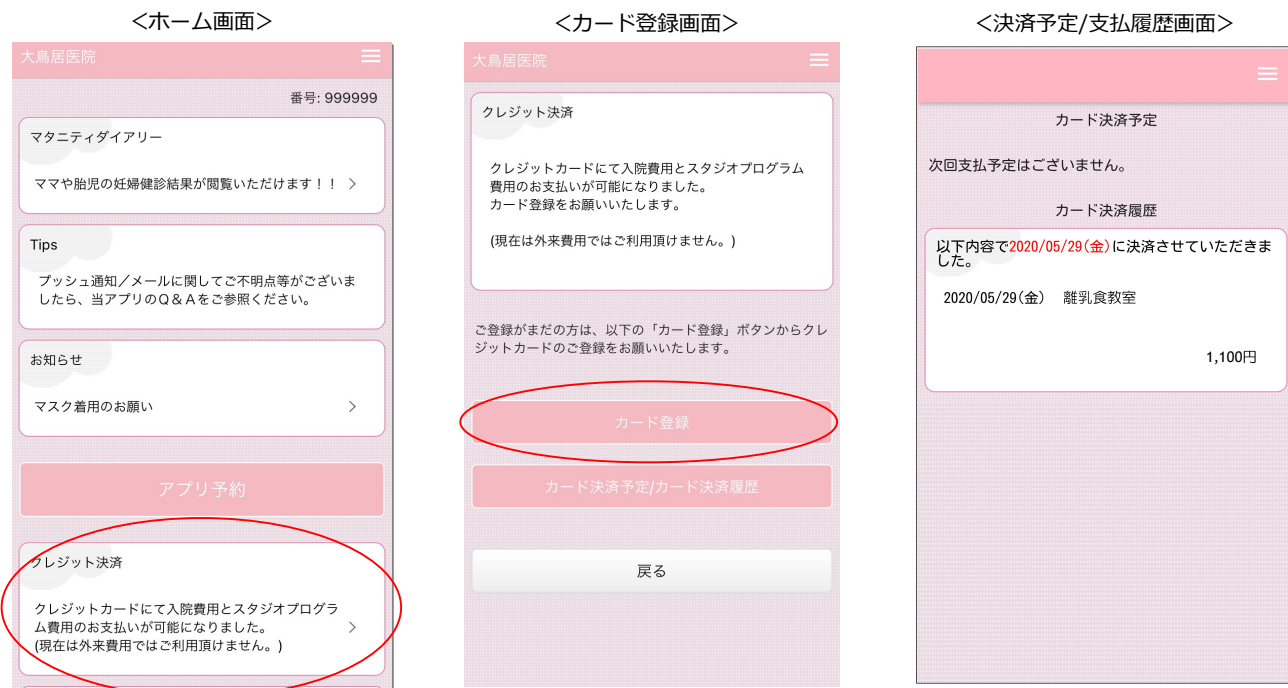 ＜ホーム画面＞
大鳥居医院
番号: 999999
マタニティダイアリー
ママや胎児の妊婦健診結果が閲覧いただけます！！
Tips
プッシュ通知／メールに関してご不明点等がございま
したら、当アプリのＱ＆Ａをご参照ください。
お知らせ
マスク着用のお願い
アプリ予約
クレジット決済
クレジットカードにて入院費用とスタジオプログラ
ム費用のお支払いが可能になりました。
(現在は外来費用ではご利用頂けません。)
＜カード登録画面＞
大鳥居医院
クレジット決済
クレジットカードにて入院費用とスタジオプログラム
費用のお支払いが可能になりました。
カード登録をお願いいたします。
(現在は外来費用ではご利用頂けません。)
ご登録がまだの方は、以下の「カード登録」ボタンからクレ
ジットカードのご登録をお願いいたします。
カード登録
カード決済予定/カード決済履歴
戻る
＜決済予定/支払履歴画面＞
カード決済予定
次回支払予定はございません。
カード決済履歴
以下内容で2020/05/29(金)に決済させていただきま
した。
2020/05/29(金)　離乳食教室
1,100円